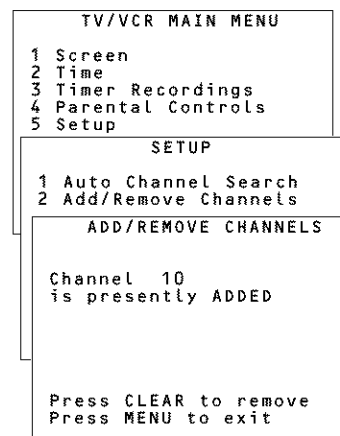 TV/VCR MAIN MENU
1 Screen
2 Time
3 Timer Recordings
4 Parental Controls
5 Setup
SETUP
1 Auto Channel Search
2 Add/Remove Channels
ADD/REMOVE CHANNELS
Channel 10
is presently ADDED
Press CLEAR to remove
Press MENU to exit